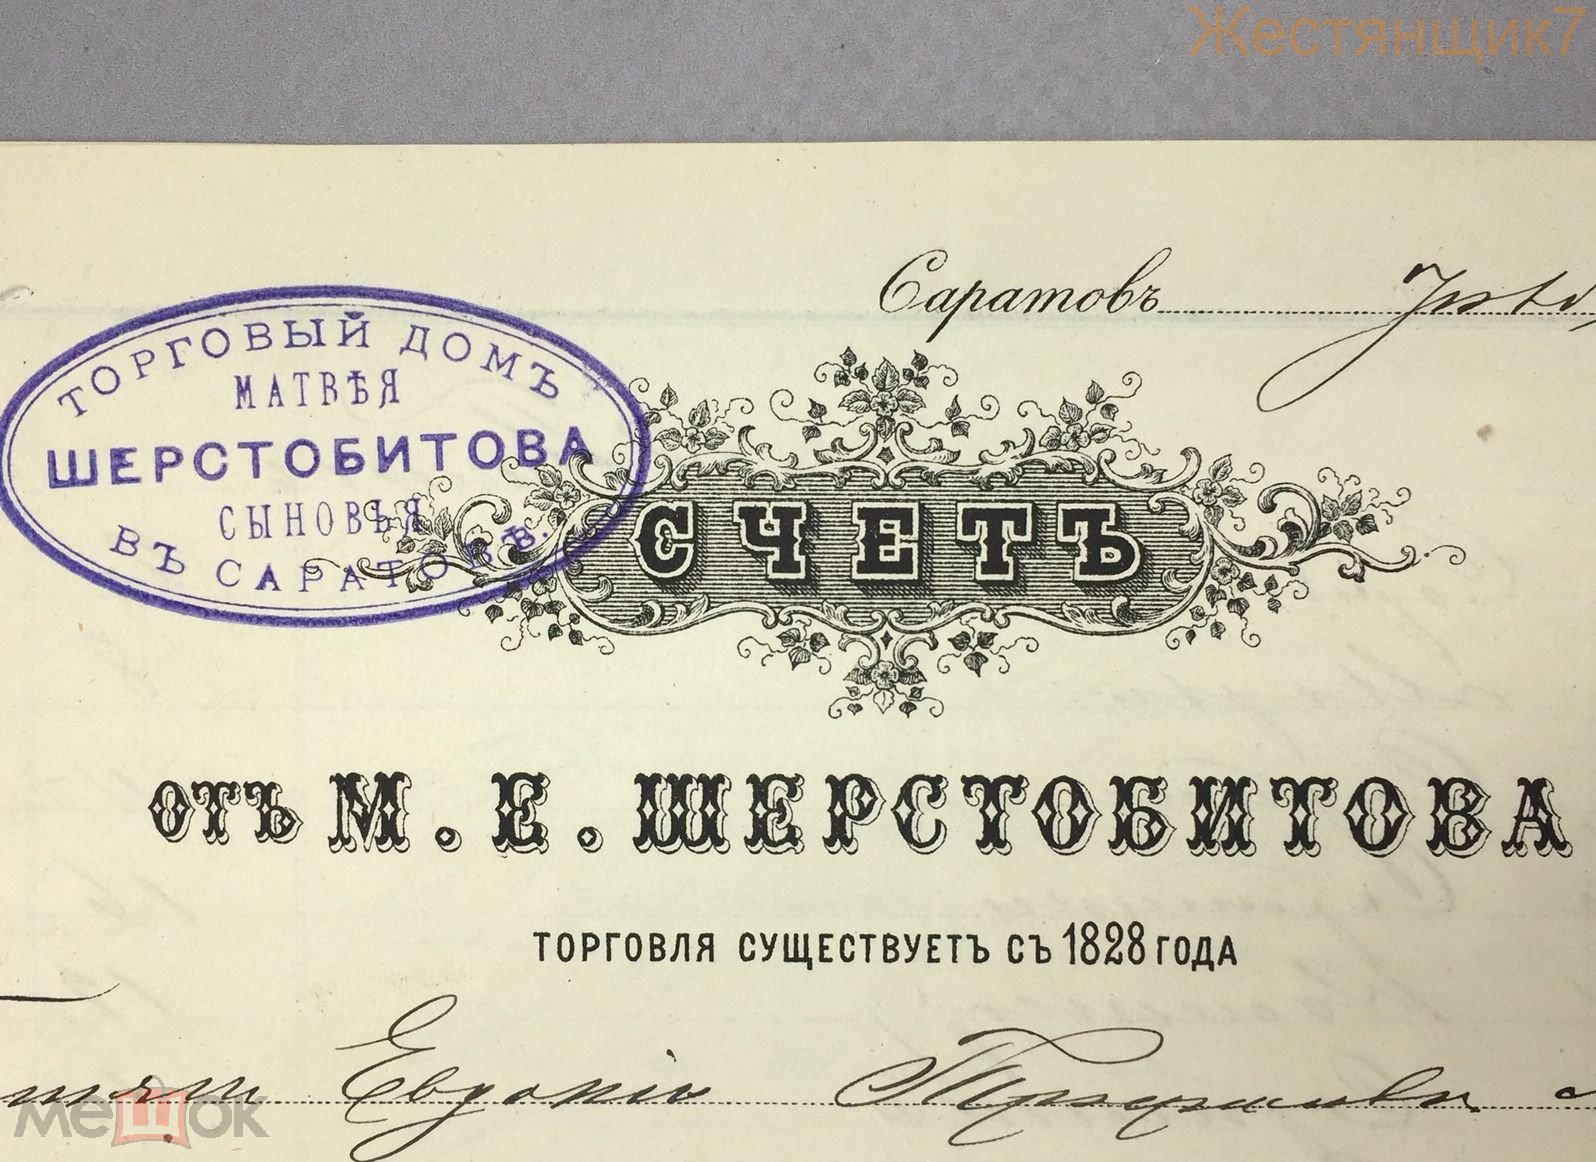 Жестянщик7
Саратовъ
ТОРГОВЫЙ ДОМЪ
МАТВѢЯ
ШЕРСТОБИТОВА
СЫНОВЬЯ
ВЪ САРАТОВѢ.
СЧЕТЪ
отъ М. Е. ШЕРСТОБИТОВА
ТОРГОВЛЯ СУЩЕСТВУЕТЪ СЪ 1828 ГОДА
мешок